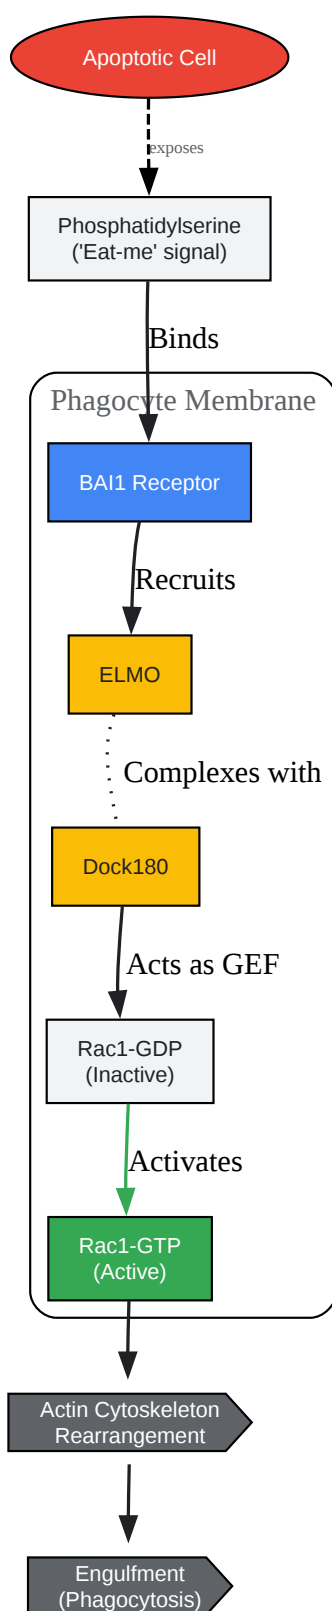 Apoptotic Cell
exposes
Phosphatidylserine
('Eat-me' signal)
Binds
Phagocyte Membrane
BAI1 Receptor
Recruits
ELMO
Complexes with
Dock180
Acts as GEF
Rac1-GDP
(Inactive)
Activates
Rac1-GTP
(Active)
Actin Cytoskeleton
Rearrangement
Engulfment
(Phagocytosis)